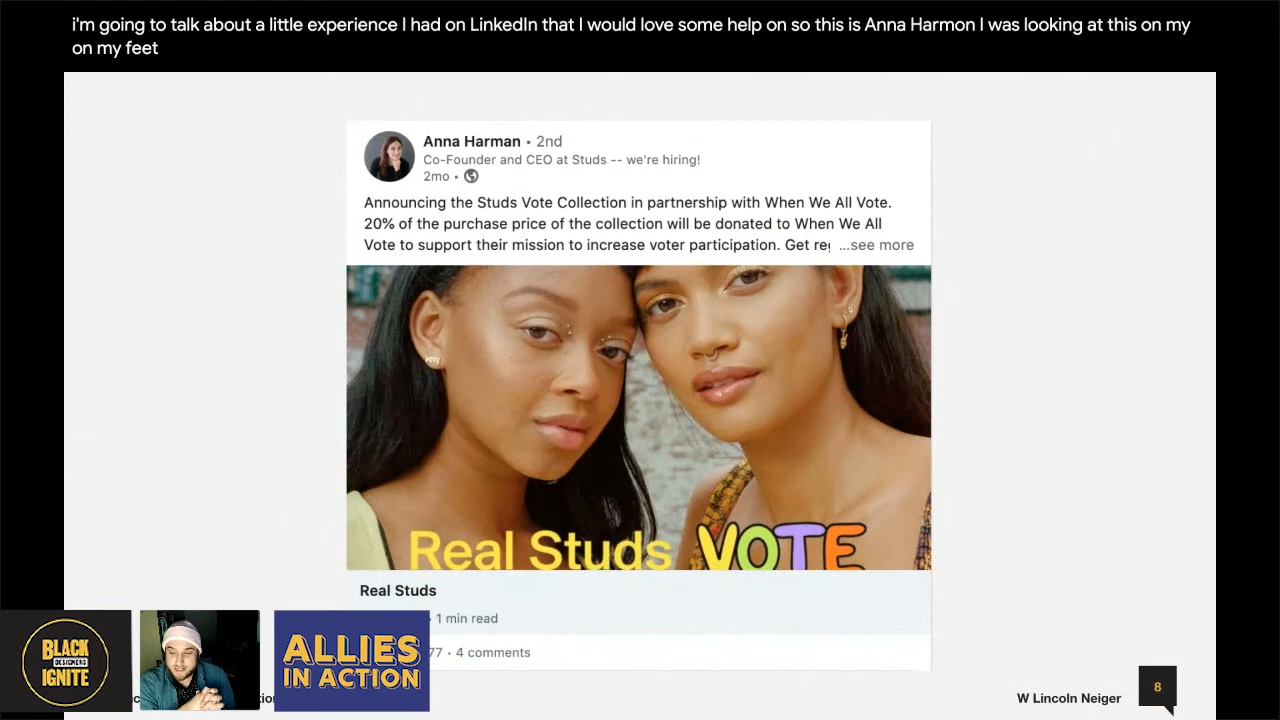 i'm going to talk about a little experience I had on LinkedIn that I would love some help on so this is Anna Harmon I was looking at this on my
on my feet
Anna Harman • 2nd
Co-Founder and CEO at Studs -- we're hiring!
2mo •
Announcing the Studs Vote Collection in partnership with When We All Vote.
20% of the purchase price of the collection will be donated to When We All
Vote to support their mission to increase voter participation. Get ...see more
VOTE
Real Studs VOTE
Real Studs
• 1 min read
77 • 4 comments
BLACK
DESIGNERS
IGNITE
ALLIES
IN ACTION
W Lincoln Neiger
8